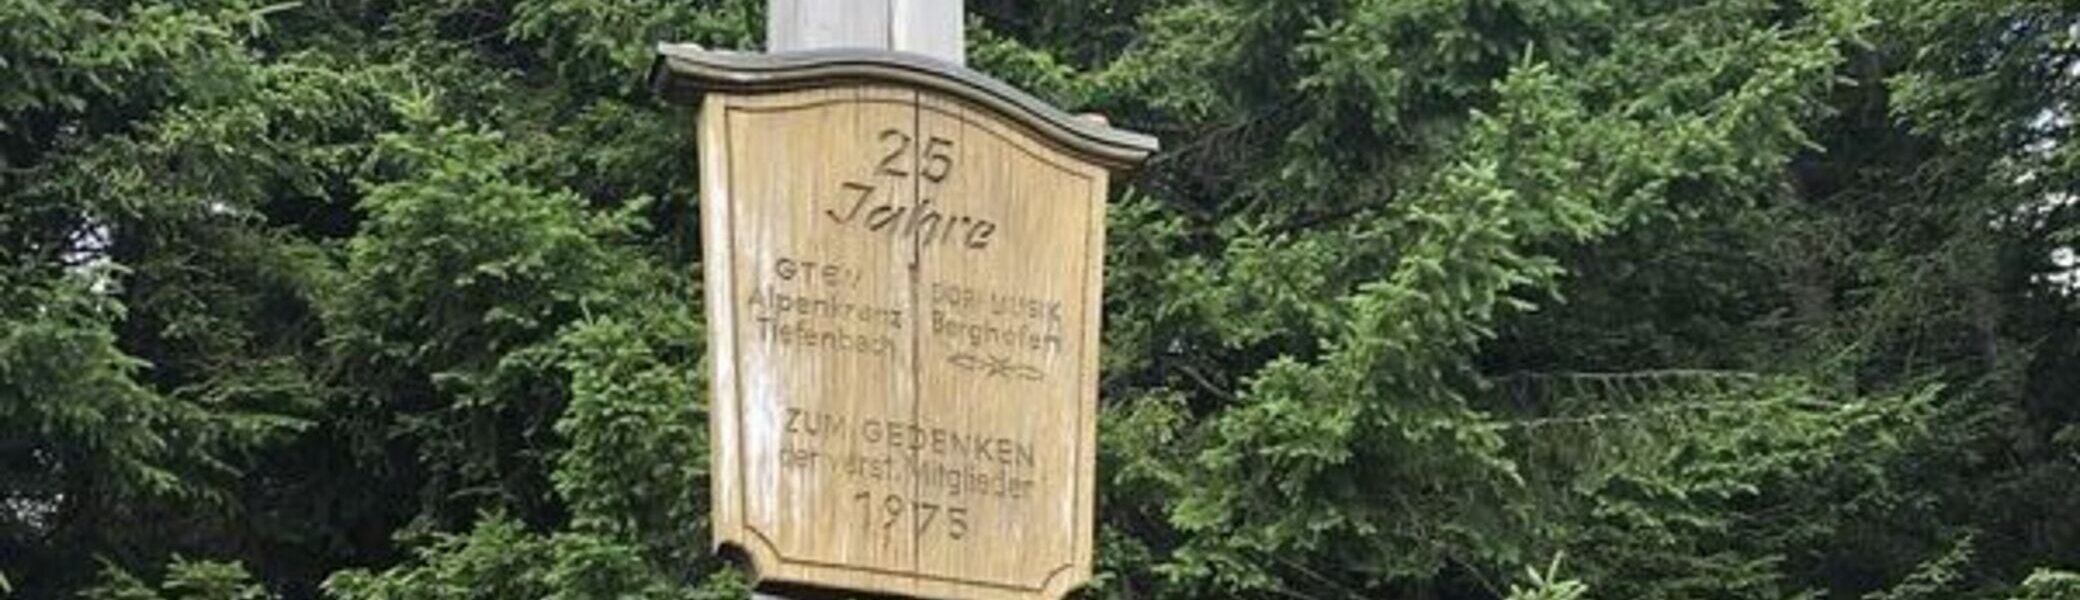 25
Jahre
GTEV
Alpenkranz
Tiefenbach
DORFMUSIK
Berghofen
ZUM GEDENKEN
der verst. Mitglieder
1975